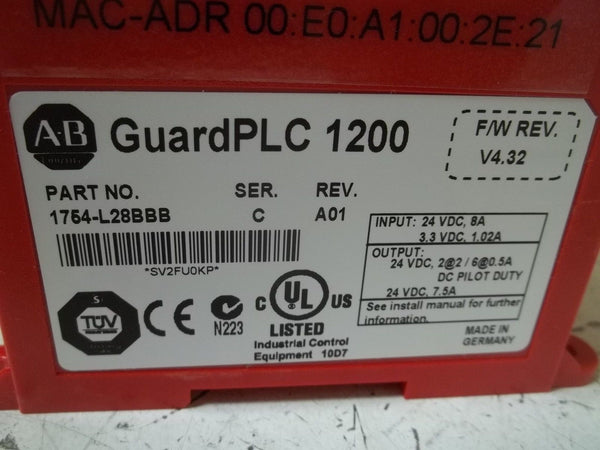 MAC-ADR 00:E0:A1:00:2E:21
A-B
GuardPLC 1200
F/W REV.
V4.32
PART NO. SER. REV.
1754-L28BBB C A01
*SV2FU0KP*
INPUT: 24 VDC, 8A
3.3 VDC, 1.02A
OUTPUT:
24 VDC, 2@2 / 6@0.5A
DC PILOT DUTY
24 VDC, 7.5A
See install manual for further
information.
S
TÜV
CE
N223
C UL US
LISTED
Industrial Control
Equipment 10D7
MADE IN
GERMANY